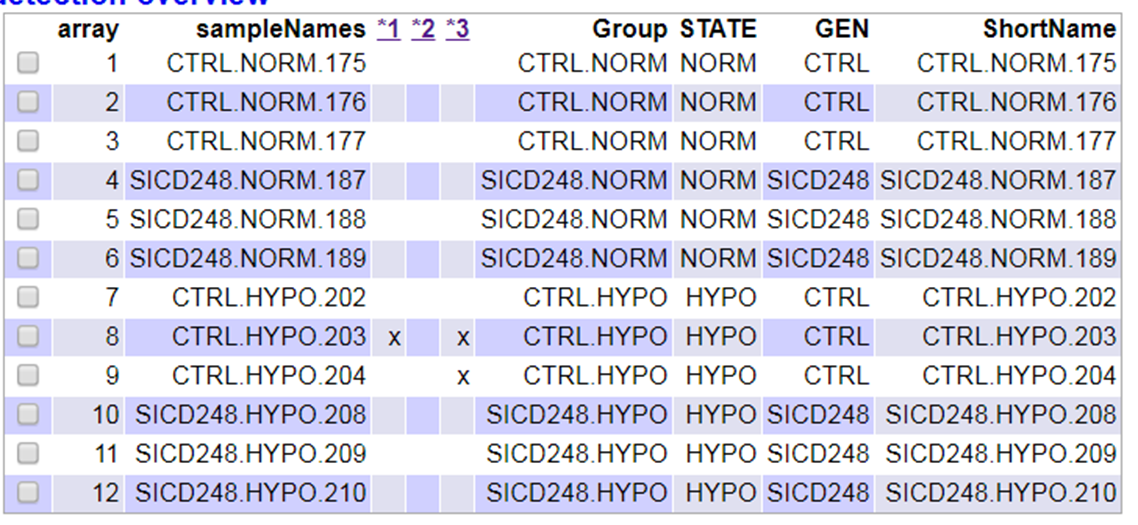 detection overview
array sampleNames *1 *2 *3 Group STATE GEN ShortName
1 CTRL.NORM.175 CTRL.NORM NORM CTRL CTRL.NORM.175
2 CTRL.NORM.176 CTRL.NORM NORM CTRL CTRL.NORM.176
3 CTRL.NORM.177 CTRL.NORM NORM CTRL CTRL.NORM.177
4 SICD248.NORM.187 SICD248.NORM NORM SICD248 SICD248.NORM.187
5 SICD248.NORM.188 SICD248.NORM NORM SICD248 SICD248.NORM.188
6 SICD248.NORM.189 SICD248.NORM NORM SICD248 SICD248.NORM.189
7 CTRL.HYPO.202 CTRL.HYPO HYPO CTRL CTRL.HYPO.202
8 CTRL.HYPO.203 x x CTRL.HYPO HYPO CTRL CTRL.HYPO.203
9 CTRL.HYPO.204 x CTRL.HYPO HYPO CTRL CTRL.HYPO.204
10 SICD248.HYPO.208 SICD248.HYPO HYPO SICD248 SICD248.HYPO.208
11 SICD248.HYPO.209 SICD248.HYPO HYPO SICD248 SICD248.HYPO.209
12 SICD248.HYPO.210 SICD248.HYPO HYPO SICD248 SICD248.HYPO.210